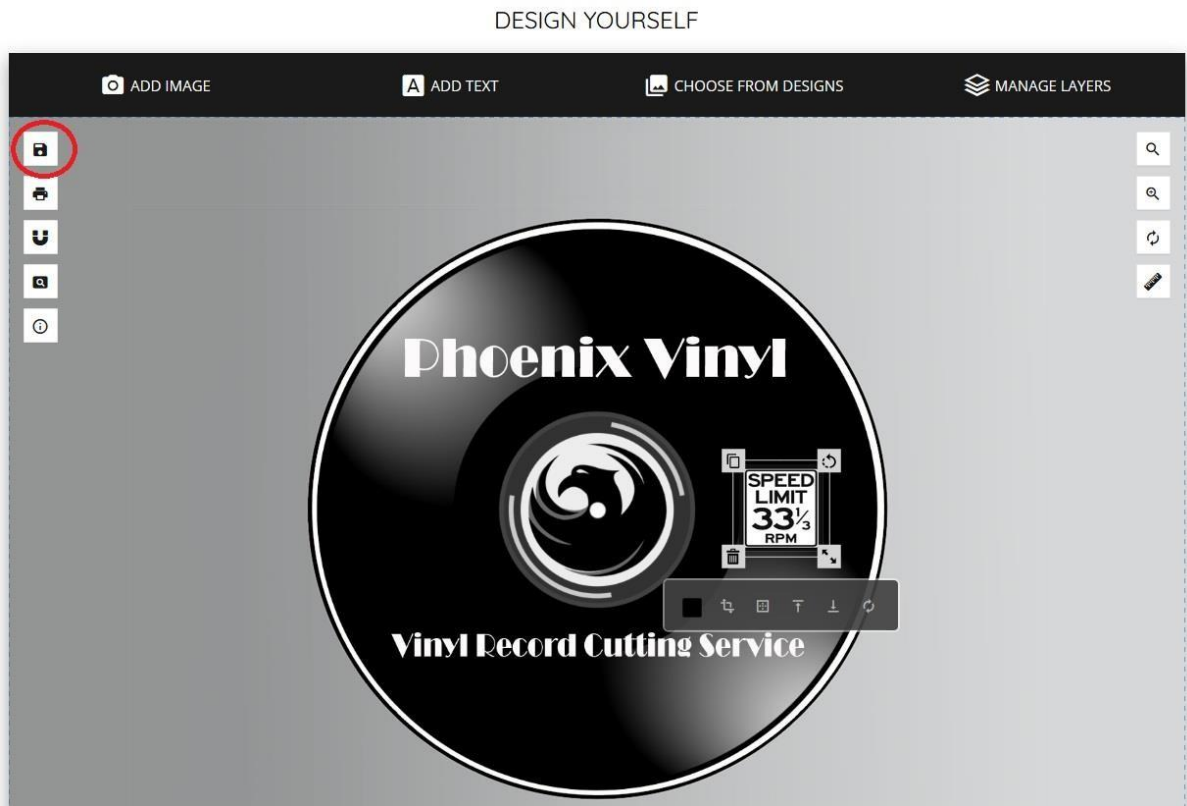 DESIGN YOURSELF
ADD IMAGE
A ADD TEXT
CHOOSE FROM DESIGNS
MANAGE LAYERS
Phoenix Vinyl
SPEED
LIMIT
33⅓
RPM
Vinyl Record Cutting Service